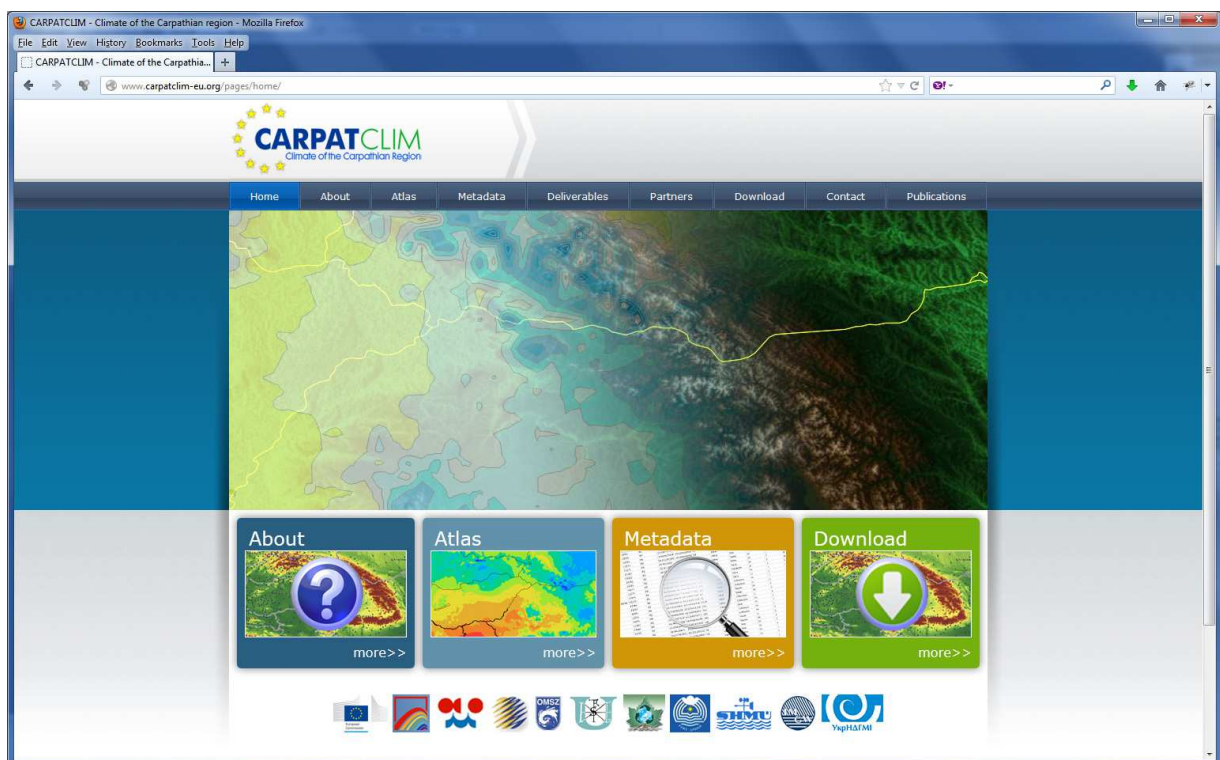 CARPATCLIM - Climate of the Carpathian region - Mozilla Firefox
File Edit View History Bookmarks Tools Help
CARPATCLIM - Climate of the Carpathia... +
www.carpatclim-eu.org/pages/home/
CARPATCLIM
Climate of the Carpathian Region
Home About Atlas Metadata Deliverables Partners Download Contact Publications
About Atlas Metadata Download
more>> more>> more>> more>>
OMSZ
SHMÚ
УкрНДГМІ